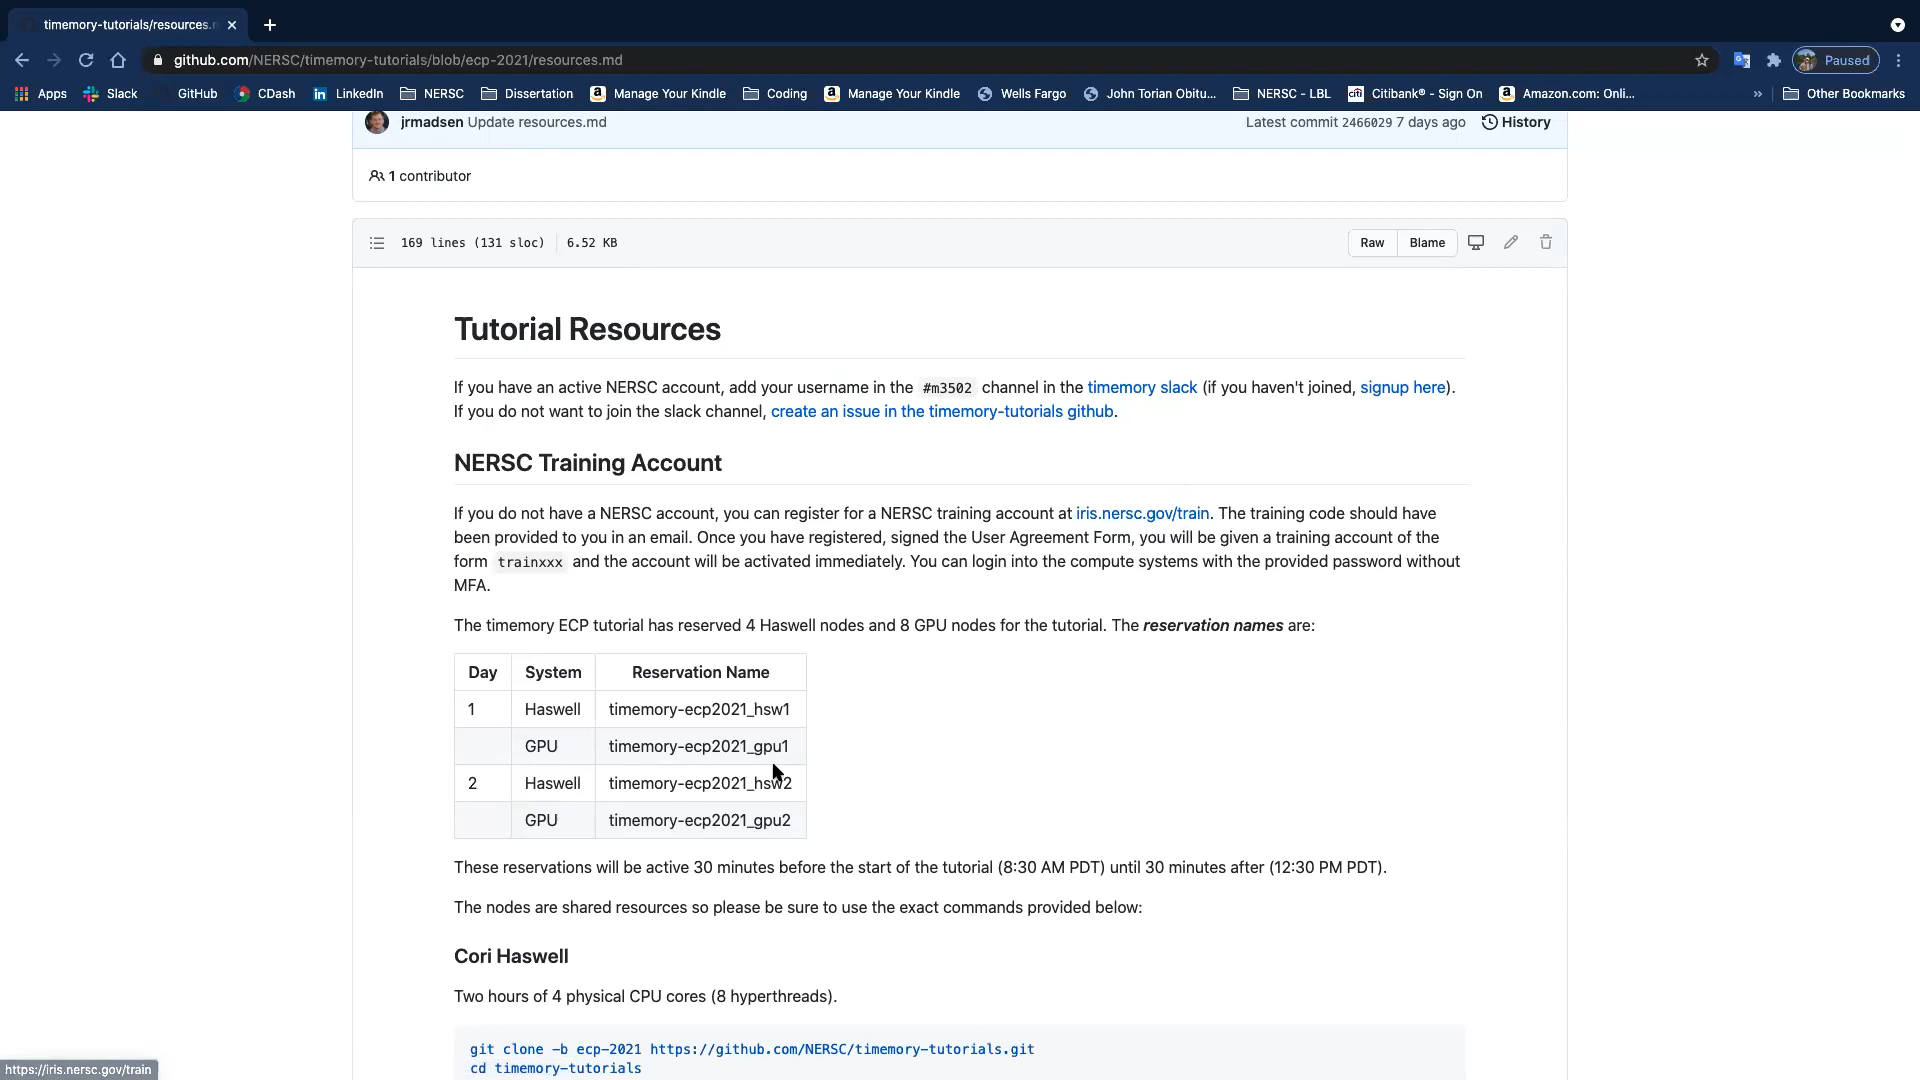 timemory-tutorials/resources.m
github.com/NERSC/timemory-tutorials/blob/ecp-2021/resources.md
Paused
Apps Slack GitHub CDash LinkedIn NERSC Dissertation Manage Your Kindle Coding Manage Your Kindle Wells Fargo John Torian Obitu... NERSC - LBL Citibank® - Sign On Amazon.com: Onli... » Other Bookmarks
jrmadsen Update resources.md Latest commit 2466029 7 days ago History
1 contributor
169 lines (131 sloc) 6.52 KB Raw Blame
Tutorial Resources
If you have an active NERSC account, add your username in the #m3502 channel in the timemory slack (if you haven't joined, signup here).
If you do not want to join the slack channel, create an issue in the timemory-tutorials github.
NERSC Training Account
If you do not have a NERSC account, you can register for a NERSC training account at iris.nersc.gov/train. The training code should have
been provided to you in an email. Once you have registered, signed the User Agreement Form, you will be given a training account of the
form trainxxx and the account will be activated immediately. You can login into the compute systems with the provided password without
MFA.
The timemory ECP tutorial has reserved 4 Haswell nodes and 8 GPU nodes for the tutorial. The reservation names are:
Day System Reservation Name
1 Haswell timemory-ecp2021_hsw1
GPU timemory-ecp2021_gpu1
2 Haswell timemory-ecp2021_hsw2
GPU timemory-ecp2021_gpu2
These reservations will be active 30 minutes before the start of the tutorial (8:30 AM PDT) until 30 minutes after (12:30 PM PDT).
The nodes are shared resources so please be sure to use the exact commands provided below:
Cori Haswell
Two hours of 4 physical CPU cores (8 hyperthreads).
git clone -b ecp-2021 https://github.com/NERSC/timemory-tutorials.git
cd timemory-tutorials
https://iris.nersc.gov/train